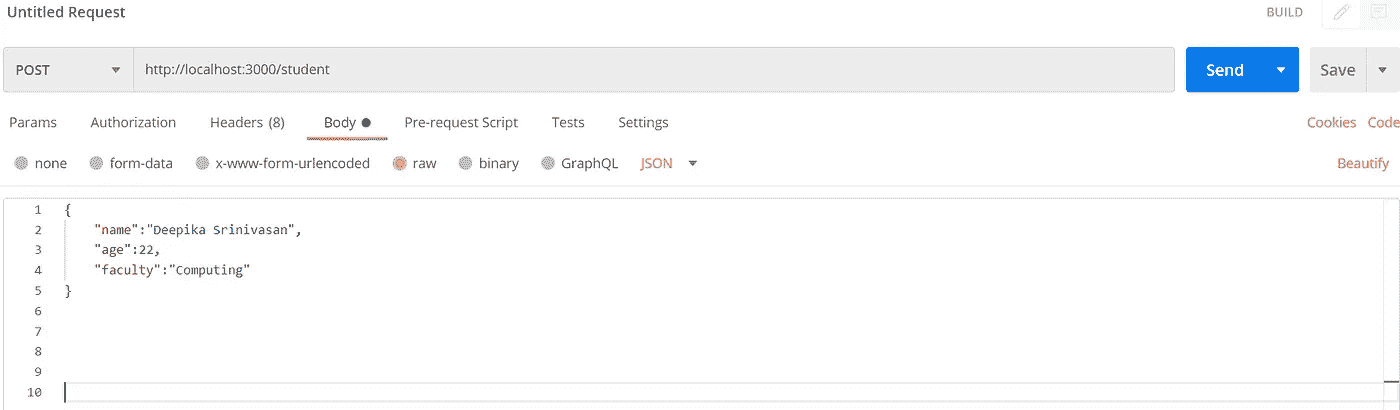 Untitled Request BUILD
POST http://localhost:3000/student Send Save
Params Authorization Headers (8) Body Pre-request Script Tests Settings Cookies Code
none form-data x-www-form-urlencoded raw binary GraphQL JSON Beautify
1 {
2 "name":"Deepika Srinivasan",
3 "age":22,
4 "faculty":"Computing"
5 }
6
7
8
9
10